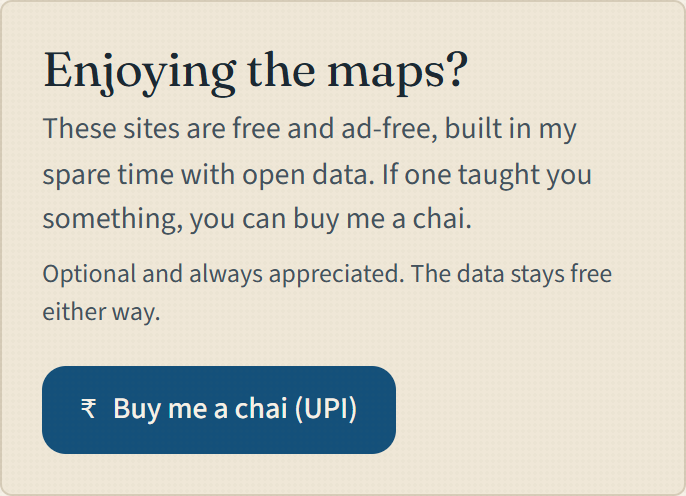 Enjoying the maps?
These sites are free and ad-free, built in my
spare time with open data. If one taught you
something, you can buy me a chai.
Optional and always appreciated. The data stays free
either way.
₹ Buy me a chai (UPI)